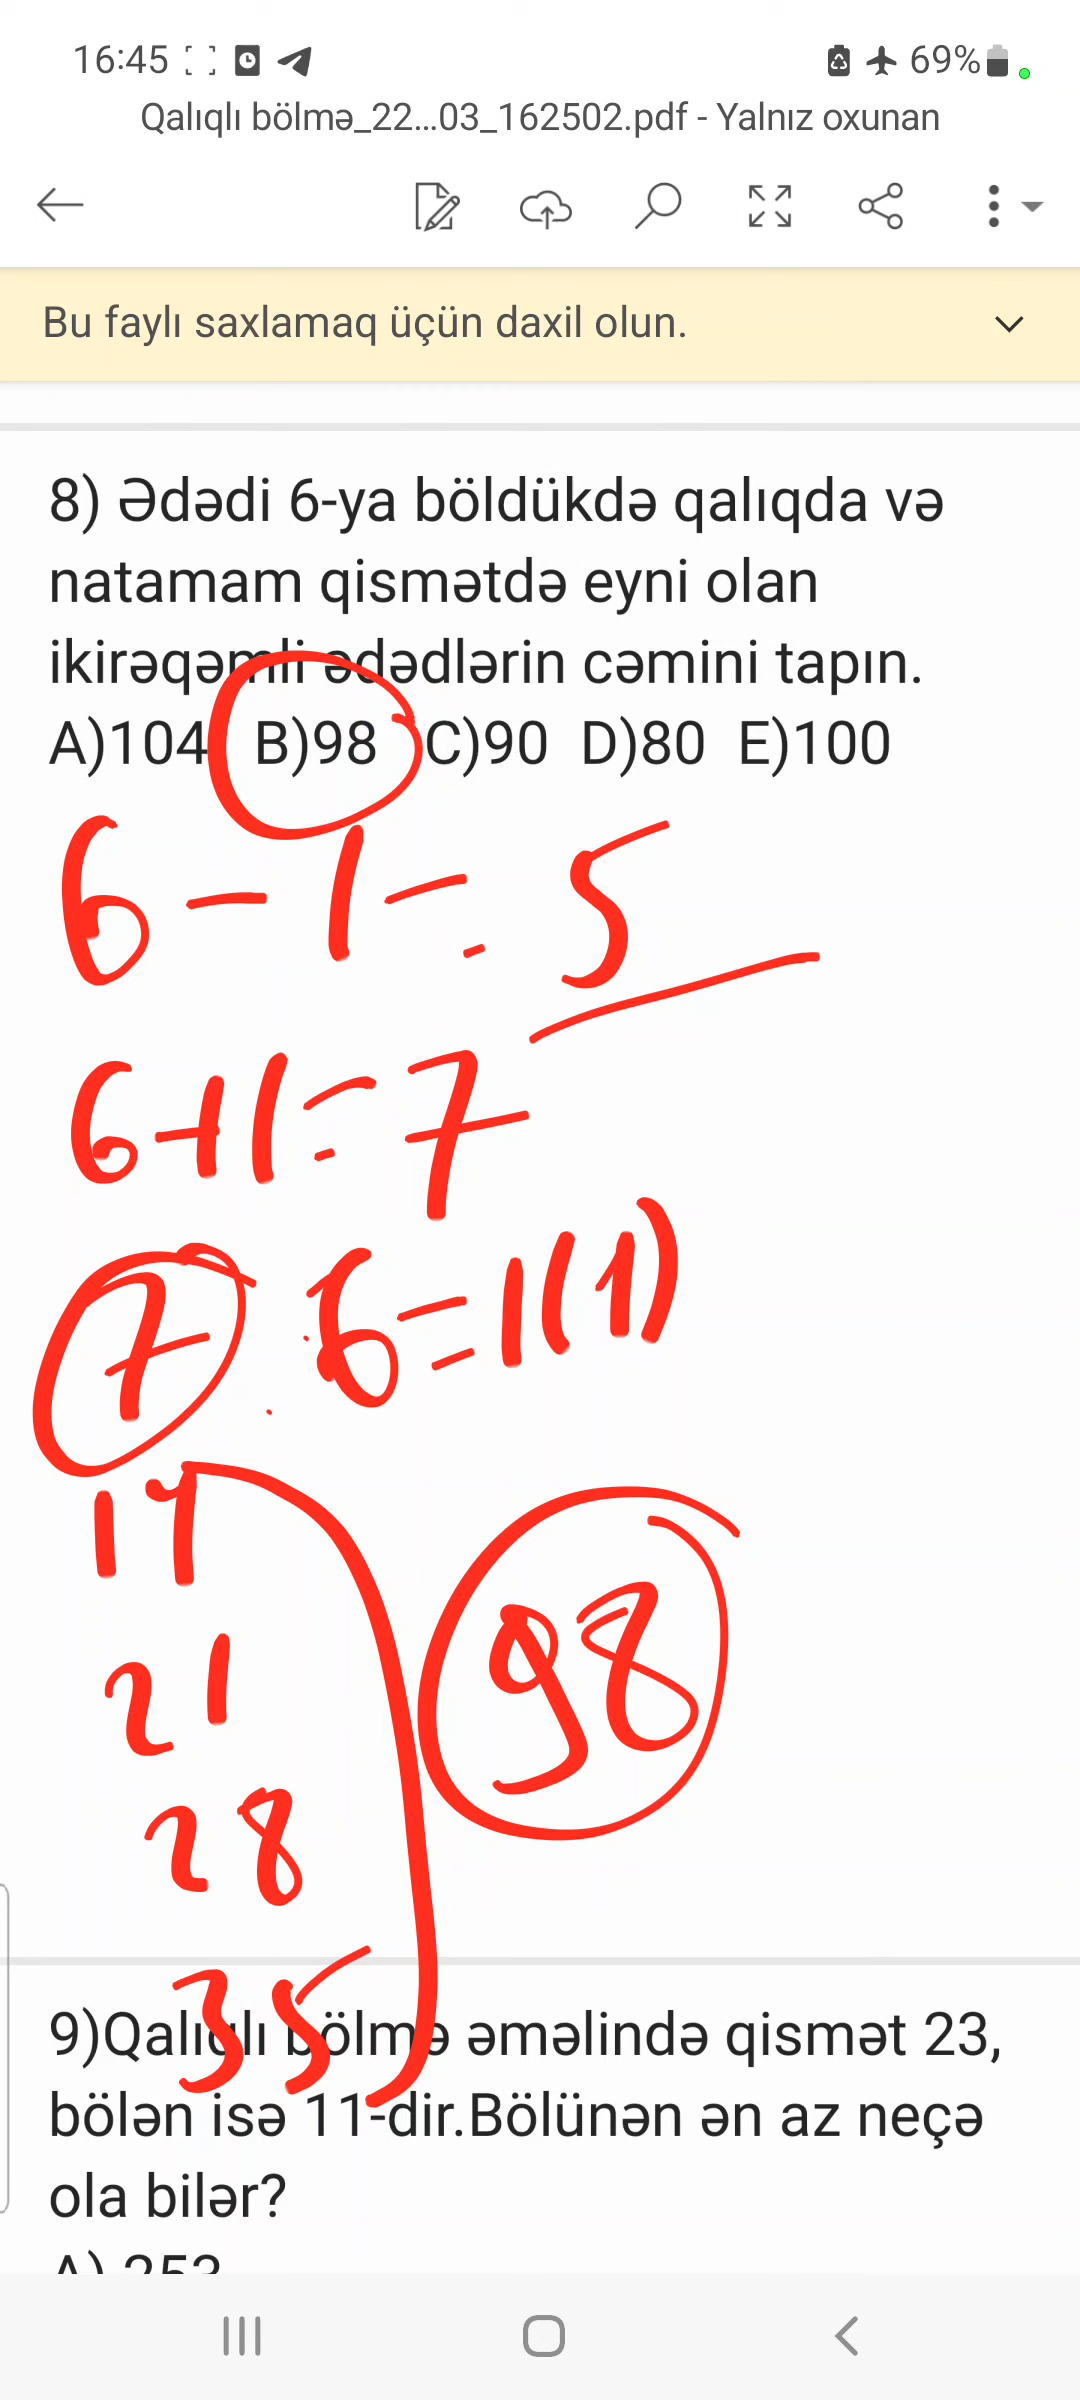 16:45
69%
Qalıqlı bölmə_22...03_162502.pdf - Yalnız oxunan
Bu faylı saxlamaq üçün daxil olun.
8) Ədədi 6-ya böldükdə qalıqda və
natamam qismətdə eyni olan
ikirəqəmli ədədlərin cəmini tapın.
A)104 B)98 C)90 D)80 E)100
6-1=5
6+1=7
7:6=1(1)
14
21
98
28
35
9)Qalıqlı bölmə əməlində qismət 23,
bölən isə 11-dir.Bölünən ən az neçə
ola bilər?
A) 253